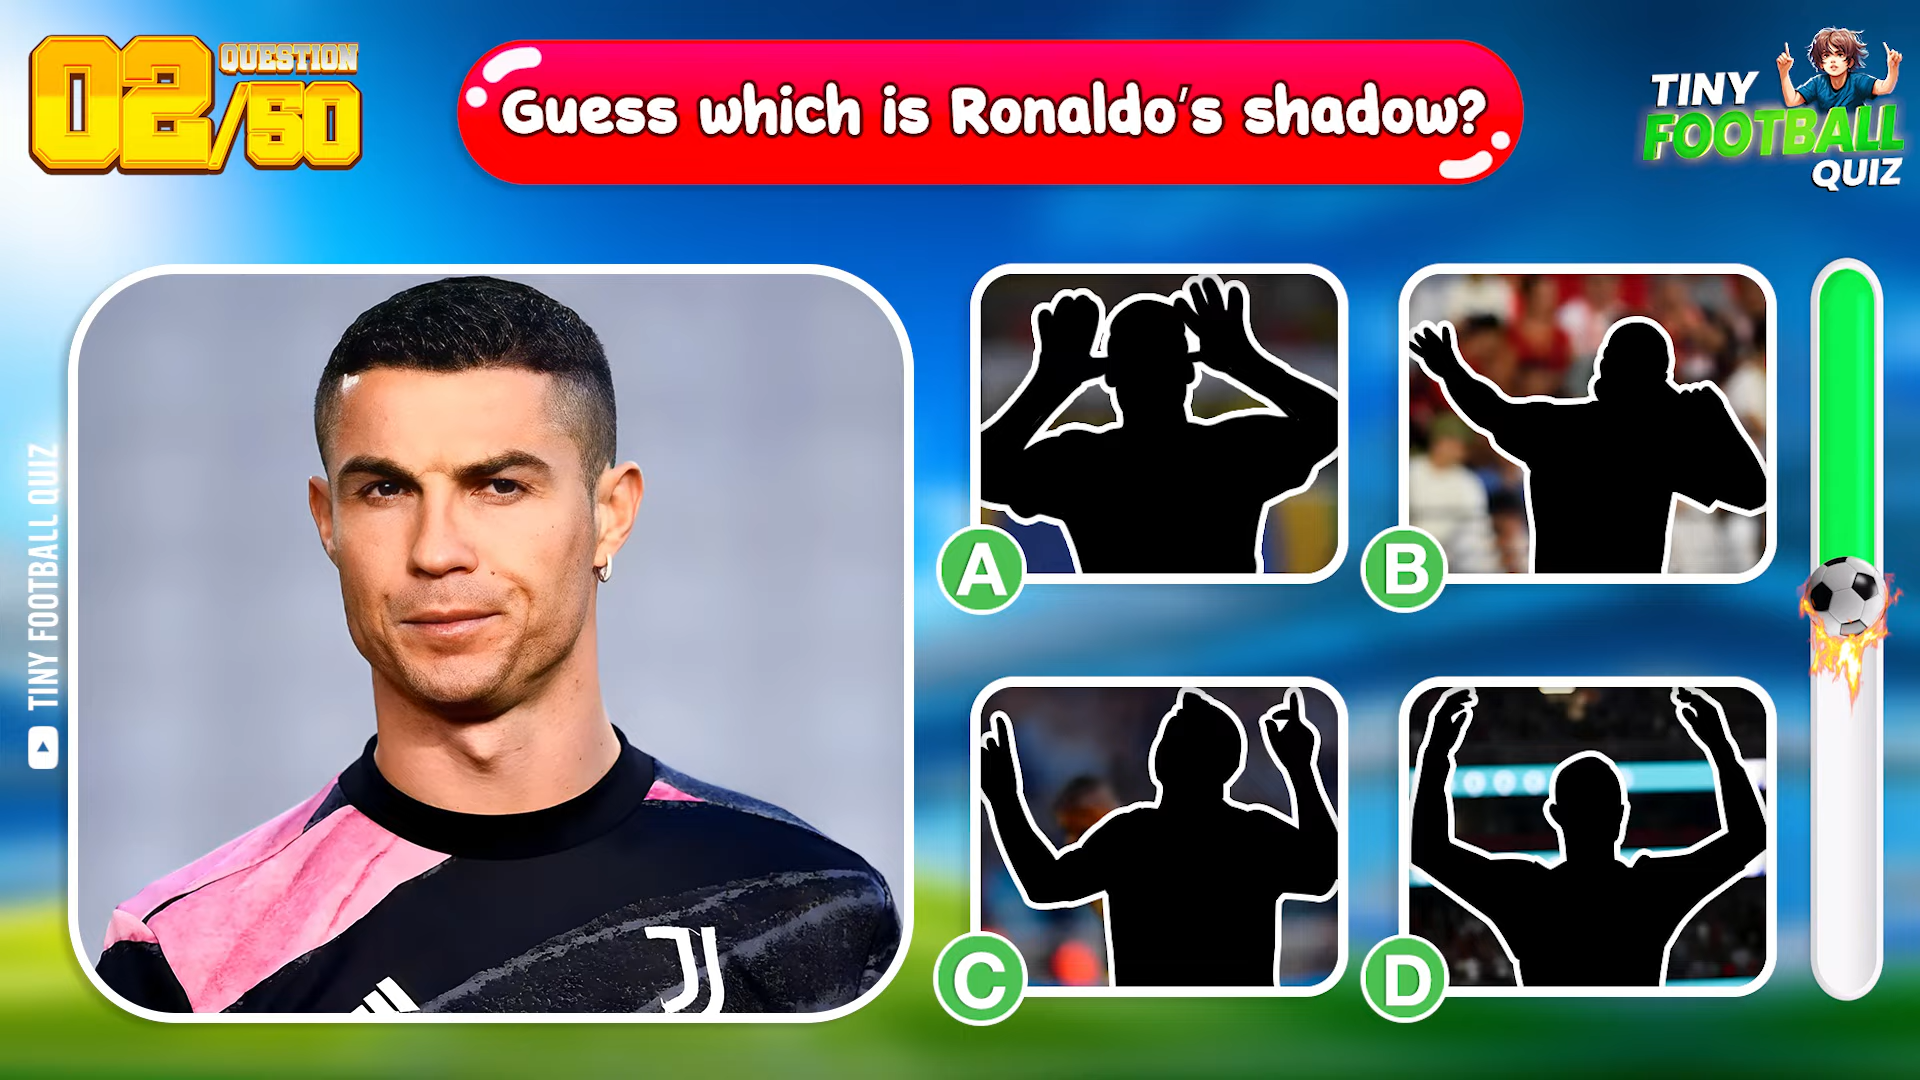 02/50
QUESTION
Guess which is Ronaldo's shadow?
TINY
FOOTBALL
QUIZ
TINY FOOTBALL QUIZ
A
B
C
D